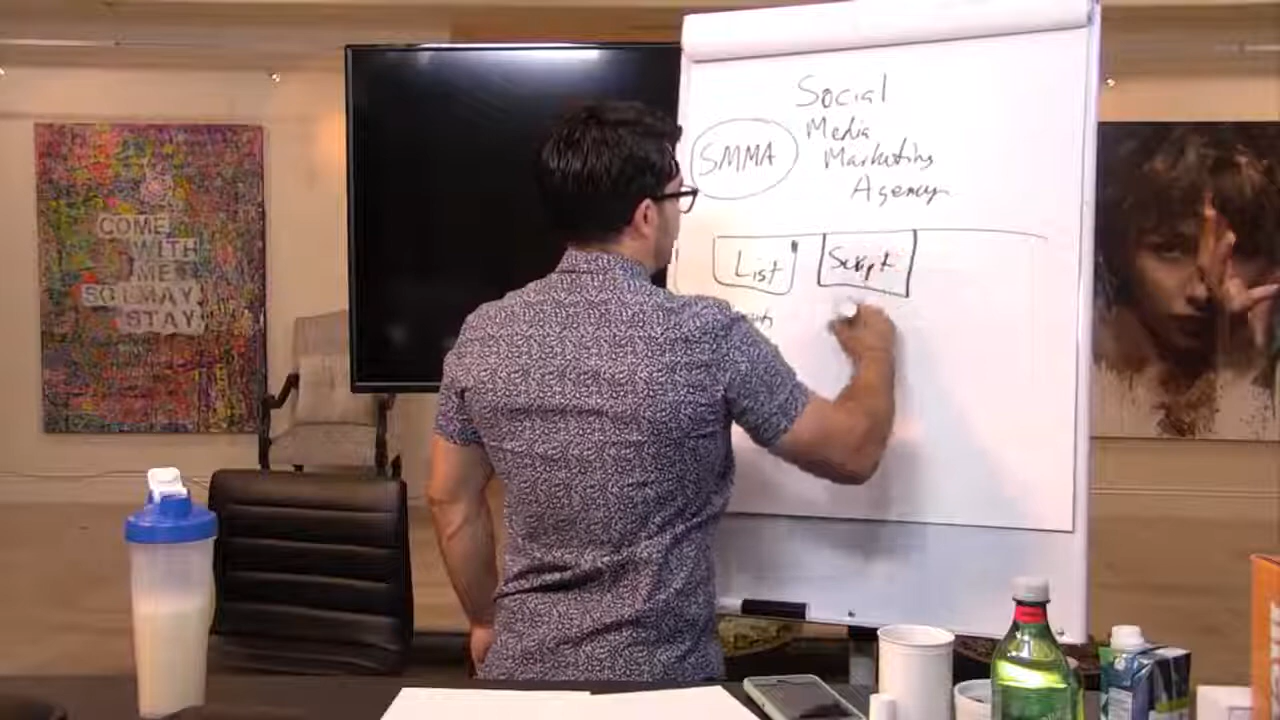 COME
WITH
ME
SO I MAY
STAY
Social
Media
SMMA
Marketing
Agency
List
Script